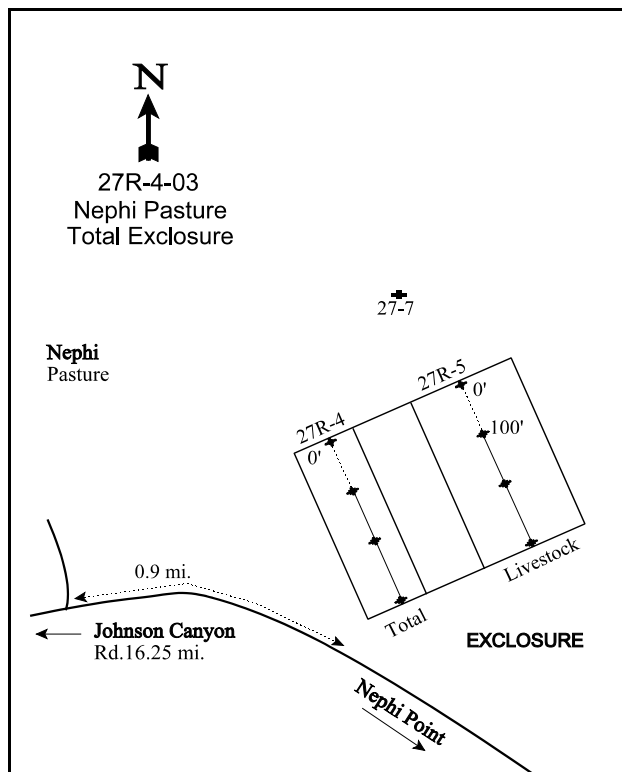 N
27R-4-03
Nephi Pasture
Total Exclosure
27-7
Nephi
Pasture
27R-5
0'
100'
27R-4
0'
Livestock
Total
0.9 mi.
Johnson Canyon
Rd.16.25 mi.
EXCLOSURE
Nephi Point